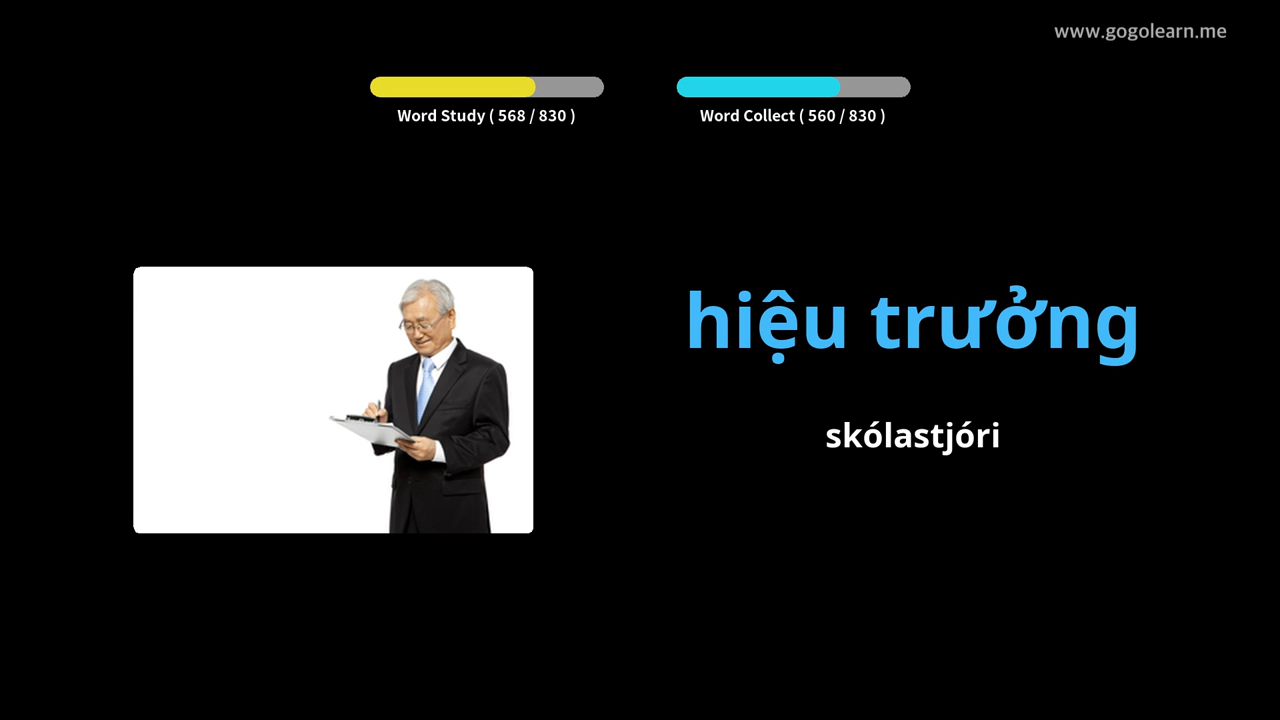 www.gogolearn.me
Word Study ( 568 / 830 )
Word Collect ( 560 / 830 )
hiệu trưởng
skólastjóri